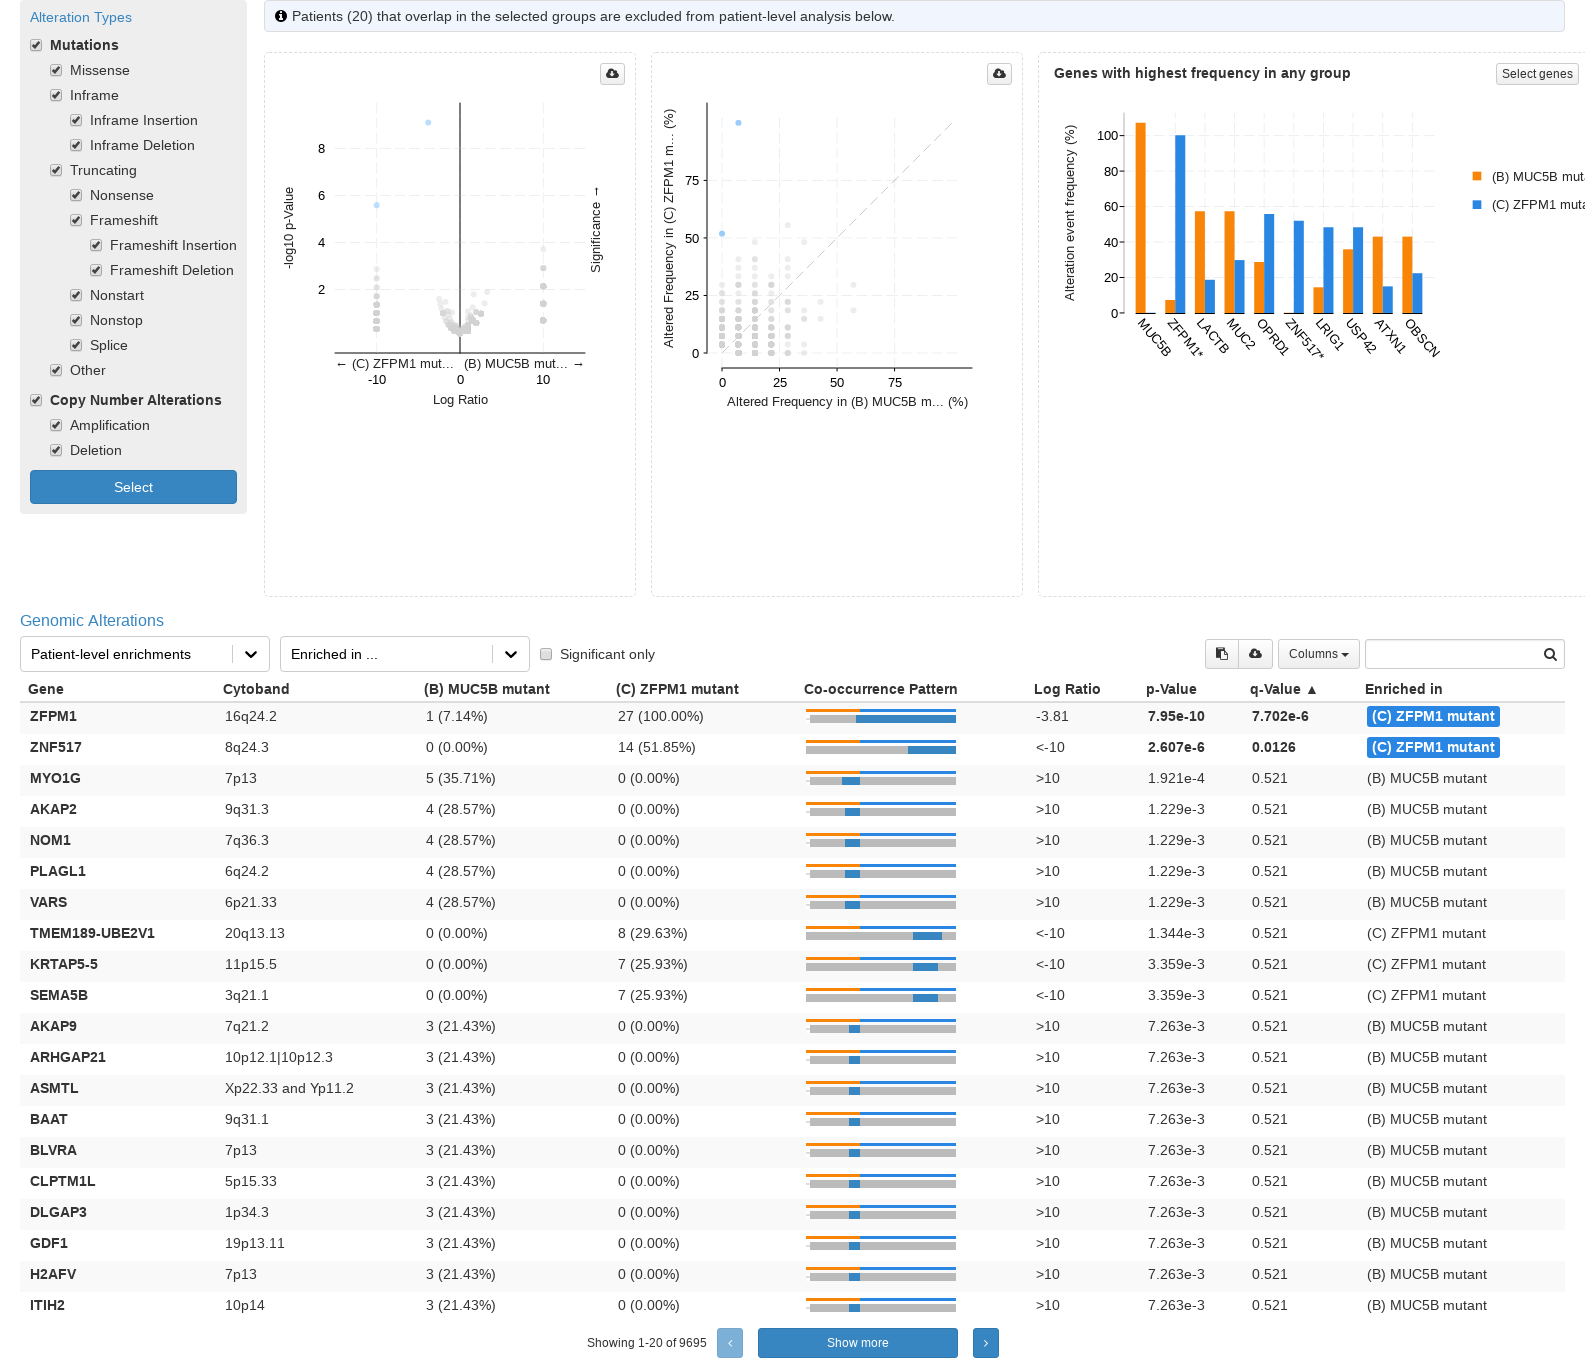 Alteration Types
Mutations
Missense
Inframe
Inframe Insertion
Inframe Deletion
Truncating
Nonsense
Frameshift
Frameshift Insertion
Frameshift Deletion
Nonstart
Nonstop
Splice
Other
Copy Number Alterations
Amplification
Deletion
Select
Patients (20) that overlap in the selected groups are excluded from patient-level analysis below.
8
6
4
2
-log10 p-Value
Significance →
← (C) ZFPM1 mut... (B) MUC5B mut... →
-10 0 10
Log Ratio
Altered Frequency in (C) ZFPM1 m... (%)
75
50
25
0
0 25 50 75
Altered Frequency in (B) MUC5B m... (%)
Genes with highest frequency in any group
Select genes
Alteration event frequency (%)
100
80
60
40
20
0
MUC5B ZFPM1* LACTB MUC2 OPRD1 ZNF517* LRIG1 USP42 ATXN1 OBSCN
(B) MUC5B muta
(C) ZFPM1 muta
Genomic Alterations
Patient-level enrichments Enriched in ... Significant only Columns
Gene Cytoband (B) MUC5B mutant (C) ZFPM1 mutant Co-occurrence Pattern Log Ratio p-Value q-Value ▲ Enriched in
ZFPM1 16q24.2 1 (7.14%) 27 (100.00%) -3.81 7.95e-10 7.702e-6 (C) ZFPM1 mutant
ZNF517 8q24.3 0 (0.00%) 14 (51.85%) <-10 2.607e-6 0.0126 (C) ZFPM1 mutant
MYO1G 7p13 5 (35.71%) 0 (0.00%) >10 1.921e-4 0.521 (B) MUC5B mutant
AKAP2 9q31.3 4 (28.57%) 0 (0.00%) >10 1.229e-3 0.521 (B) MUC5B mutant
NOM1 7q36.3 4 (28.57%) 0 (0.00%) >10 1.229e-3 0.521 (B) MUC5B mutant
PLAGL1 6q24.2 4 (28.57%) 0 (0.00%) >10 1.229e-3 0.521 (B) MUC5B mutant
VARS 6p21.33 4 (28.57%) 0 (0.00%) >10 1.229e-3 0.521 (B) MUC5B mutant
TMEM189-UBE2V1 20q13.13 0 (0.00%) 8 (29.63%) <-10 1.344e-3 0.521 (C) ZFPM1 mutant
KRTAP5-5 11p15.5 0 (0.00%) 7 (25.93%) <-10 3.359e-3 0.521 (C) ZFPM1 mutant
SEMA5B 3q21.1 0 (0.00%) 7 (25.93%) <-10 3.359e-3 0.521 (C) ZFPM1 mutant
AKAP9 7q21.2 3 (21.43%) 0 (0.00%) >10 7.263e-3 0.521 (B) MUC5B mutant
ARHGAP21 10p12.1|10p12.3 3 (21.43%) 0 (0.00%) >10 7.263e-3 0.521 (B) MUC5B mutant
ASMTL Xp22.33 and Yp11.2 3 (21.43%) 0 (0.00%) >10 7.263e-3 0.521 (B) MUC5B mutant
BAAT 9q31.1 3 (21.43%) 0 (0.00%) >10 7.263e-3 0.521 (B) MUC5B mutant
BLVRA 7p13 3 (21.43%) 0 (0.00%) >10 7.263e-3 0.521 (B) MUC5B mutant
CLPTM1L 5p15.33 3 (21.43%) 0 (0.00%) >10 7.263e-3 0.521 (B) MUC5B mutant
DLGAP3 1p34.3 3 (21.43%) 0 (0.00%) >10 7.263e-3 0.521 (B) MUC5B mutant
GDF1 19p13.11 3 (21.43%) 0 (0.00%) >10 7.263e-3 0.521 (B) MUC5B mutant
H2AFV 7p13 3 (21.43%) 0 (0.00%) >10 7.263e-3 0.521 (B) MUC5B mutant
ITIH2 10p14 3 (21.43%) 0 (0.00%) >10 7.263e-3 0.521 (B) MUC5B mutant
Showing 1-20 of 9695 ‹ Show more ›